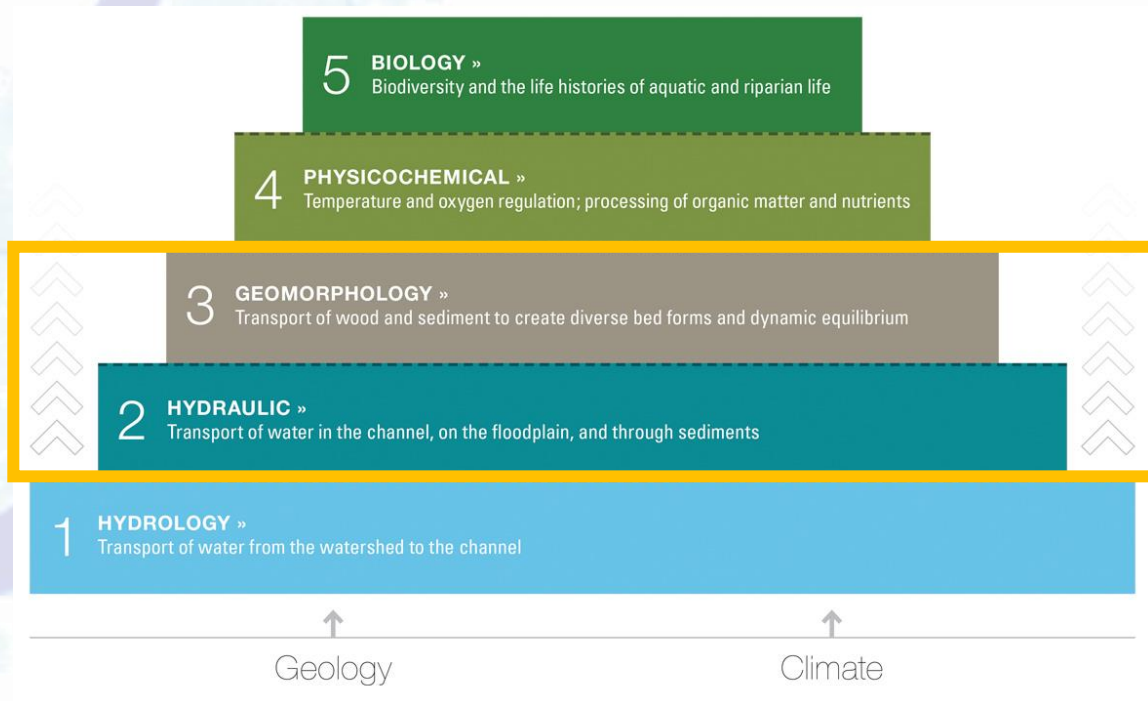 5 BIOLOGY »
Biodiversity and the life histories of aquatic and riparian life
4 PHYSICOCHEMICAL »
Temperature and oxygen regulation; processing of organic matter and nutrients
3 GEOMORPHOLOGY »
Transport of wood and sediment to create diverse bed forms and dynamic equilibrium
2 HYDRAULIC »
Transport of water in the channel, on the floodplain, and through sediments
1 HYDROLOGY »
Transport of water from the watershed to the channel
Geology Climate